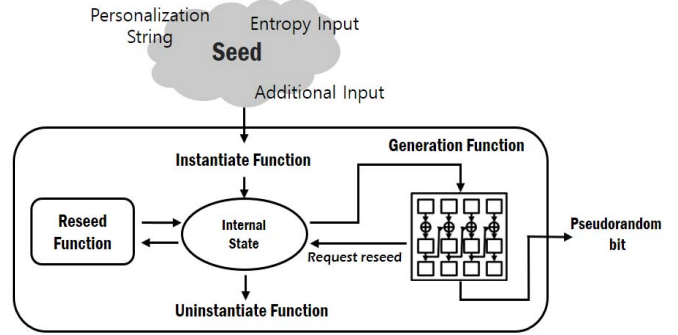 Personalization
String
Entropy Input
Seed
Additional Input
Instantiate Function
Generation Function
Reseed
Function
Internal
State
Request reseed
Pseudorandom
bit
Uninstantiate Function